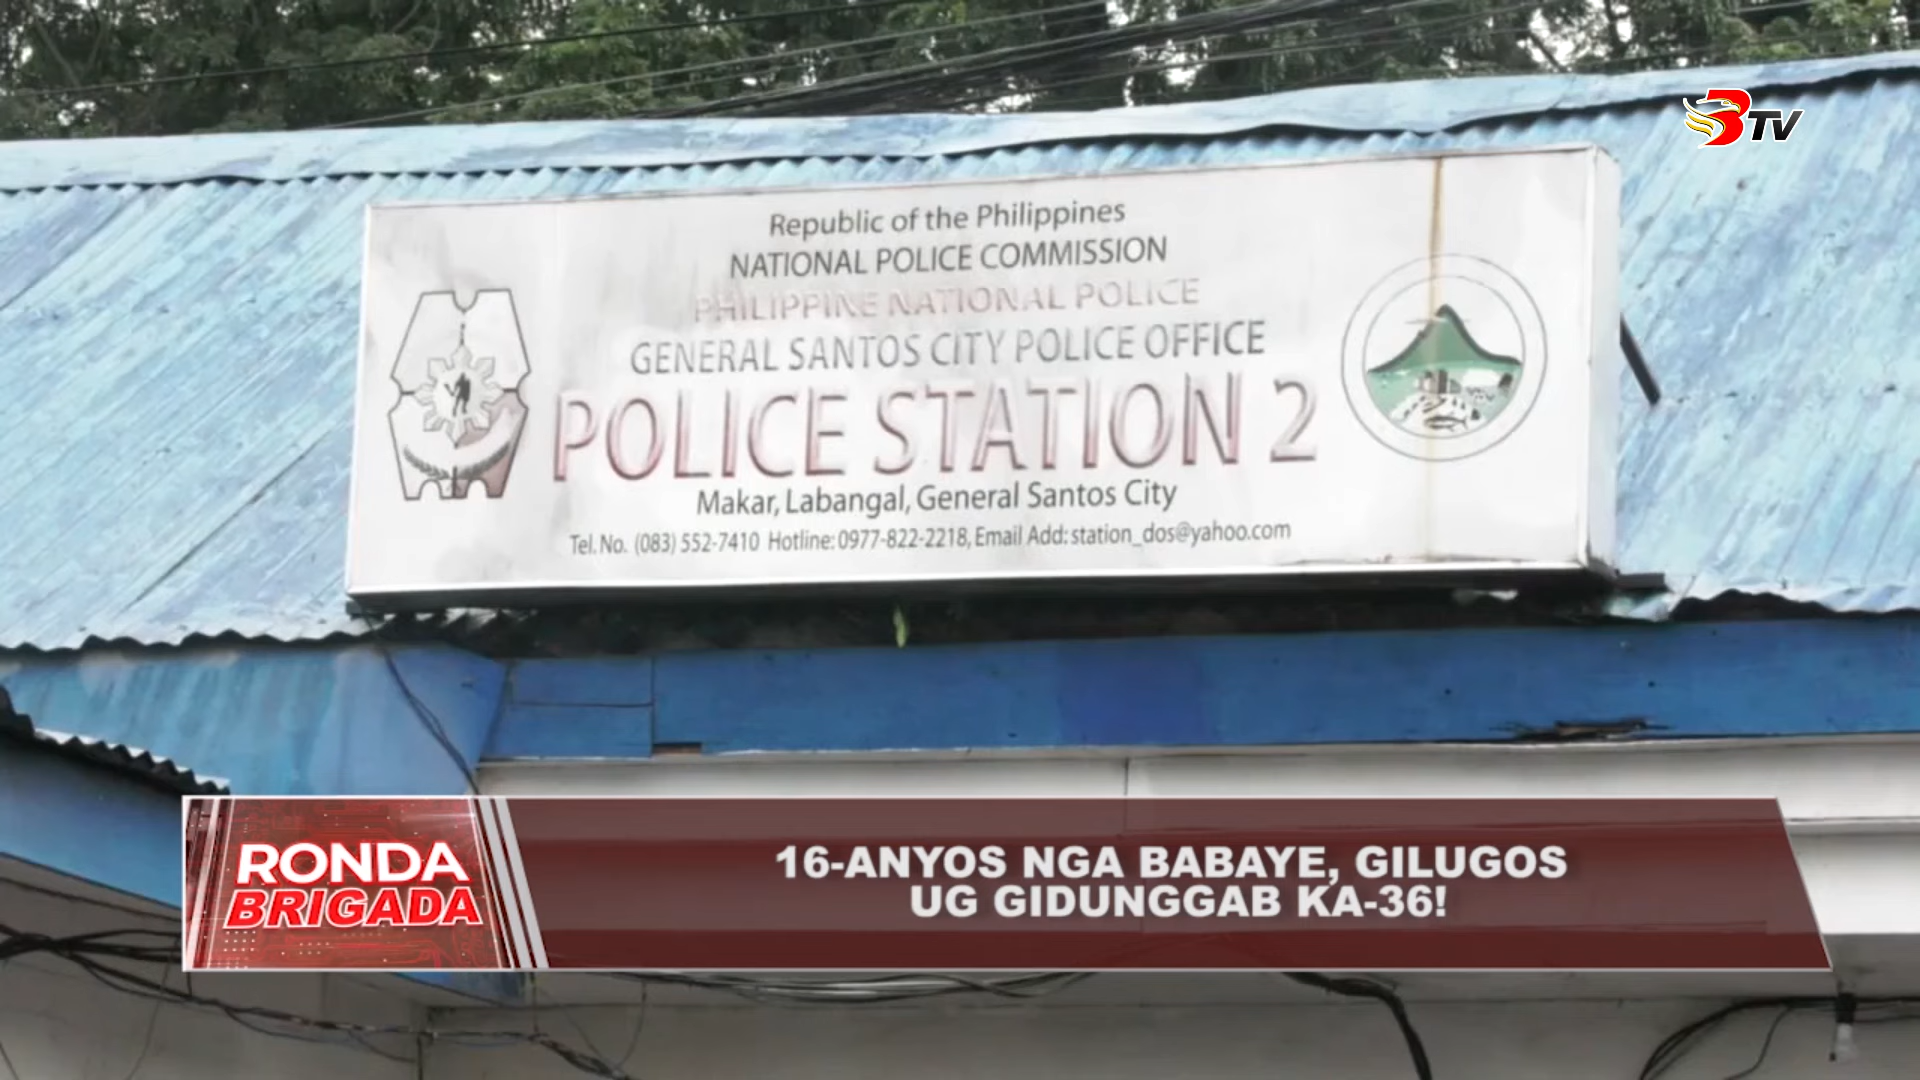 BTV
Republic of the Philippines
NATIONAL POLICE COMMISSION
PHILIPPINE NATIONAL POLICE
GENERAL SANTOS CITY POLICE OFFICE
POLICE STATION 2
Makar, Labangal, General Santos City
Tel. No. (083) 552-7410 Hotline: 0977-822-2218, Email Add: station_dos@yahoo.com
RONDA
BRIGADA
16-ANYOS NGA BABAYE, GILUGOS
UG GIDUNGGAB KA-36!